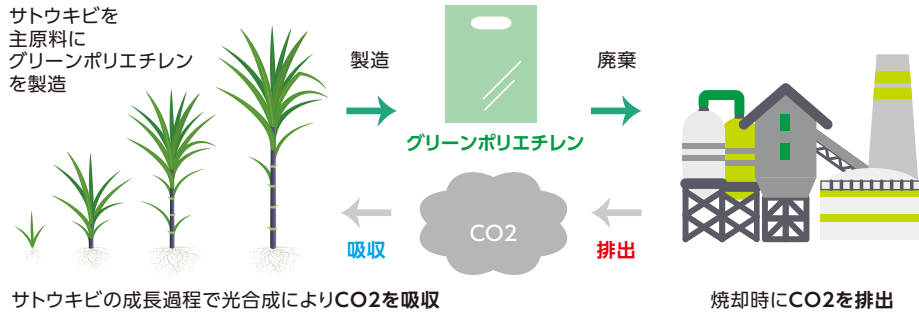 サトウキビを
主原料に
グリーンポリエチレン
を製造
製造
廃棄
グリーンポリエチレン
CO2
吸収
排出
サトウキビの成長過程で光合成によりCO2を吸収
焼却時にCO2を排出